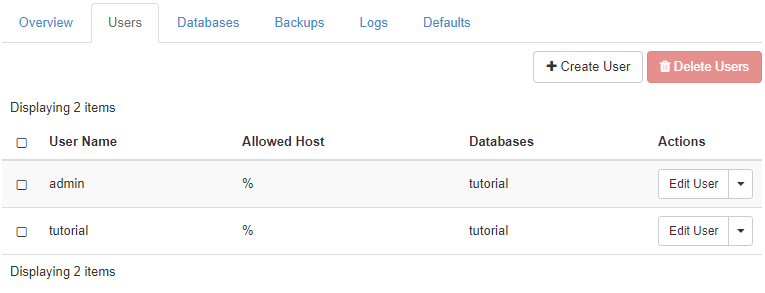 Overview Users Databases Backups Logs Defaults
Create User Delete Users
Displaying 2 items
User Name Allowed Host Databases Actions
admin % tutorial Edit User
tutorial % tutorial Edit User
Displaying 2 items